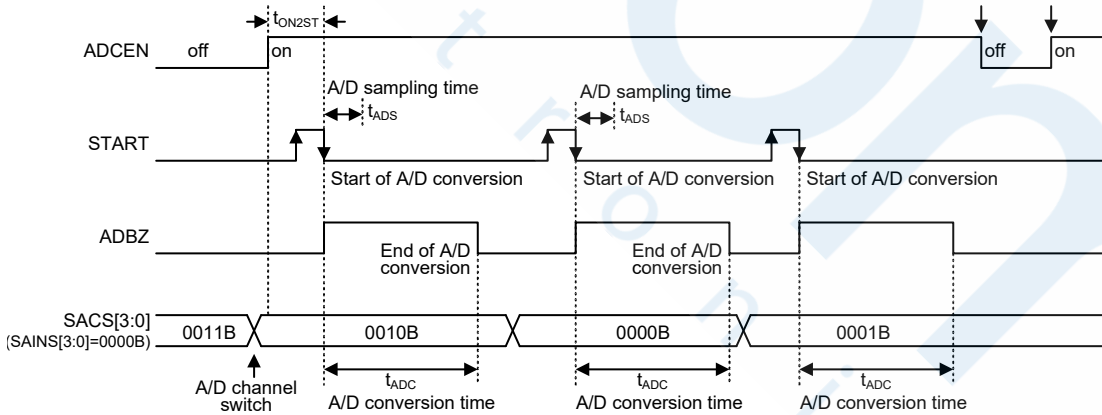 tON2ST
ADCEN
off
on
off
on
A/D sampling time
tADS
A/D sampling time
tADS
START
Start of A/D conversion
Start of A/D conversion
Start of A/D conversion
ADBZ
End of A/D
conversion
End of A/D
conversion
SACS[3:0]
(SAINS[3:0]=0000B)
0011B
0010B
0000B
0001B
A/D channel
switch
tADC
A/D conversion time
tADC
A/D conversion time
tADC
A/D conversion time